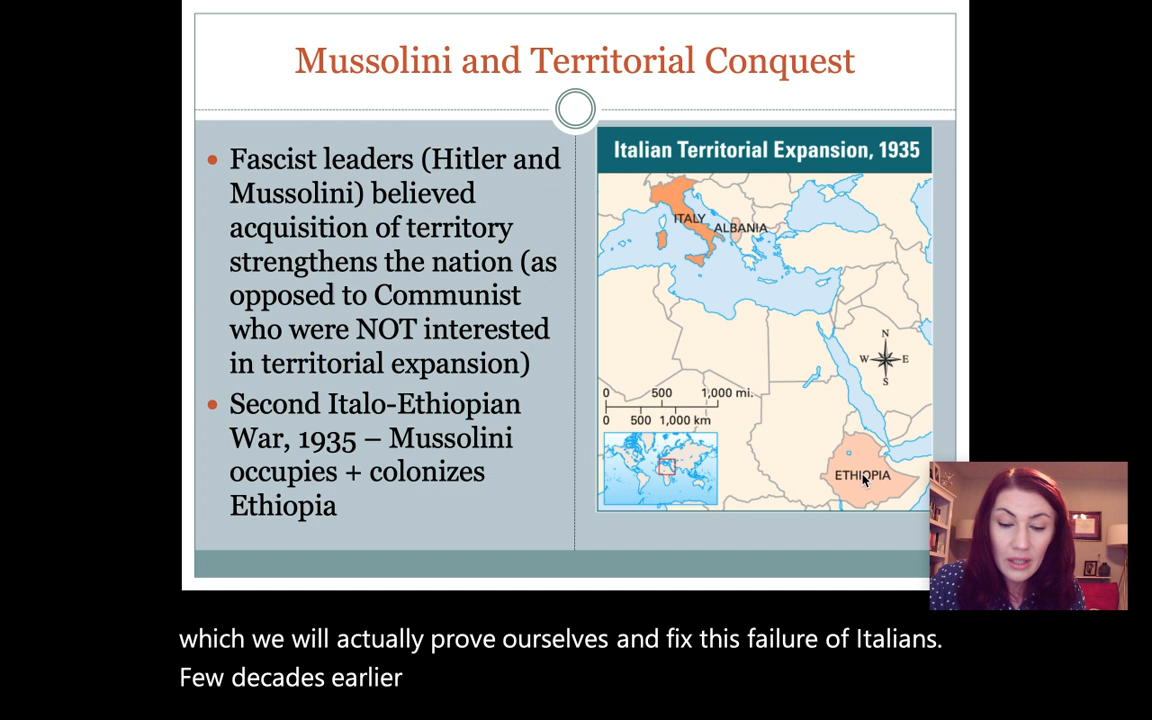 Mussolini and Territorial Conquest
• Fascist leaders (Hitler and
Mussolini) believed
acquisition of territory
strengthens the nation (as
opposed to Communist
who were NOT interested
in territorial expansion)
• Second Italo-Ethiopian
War, 1935 – Mussolini
occupies + colonizes
Ethiopia
Italian Territorial Expansion, 1935
ITALY
ALBANIA
N
W E
S
0 500 1,000 mi.
0 500 1,000 km
ETHIOPIA
which we will actually prove ourselves and fix this failure of Italians.
Few decades earlier